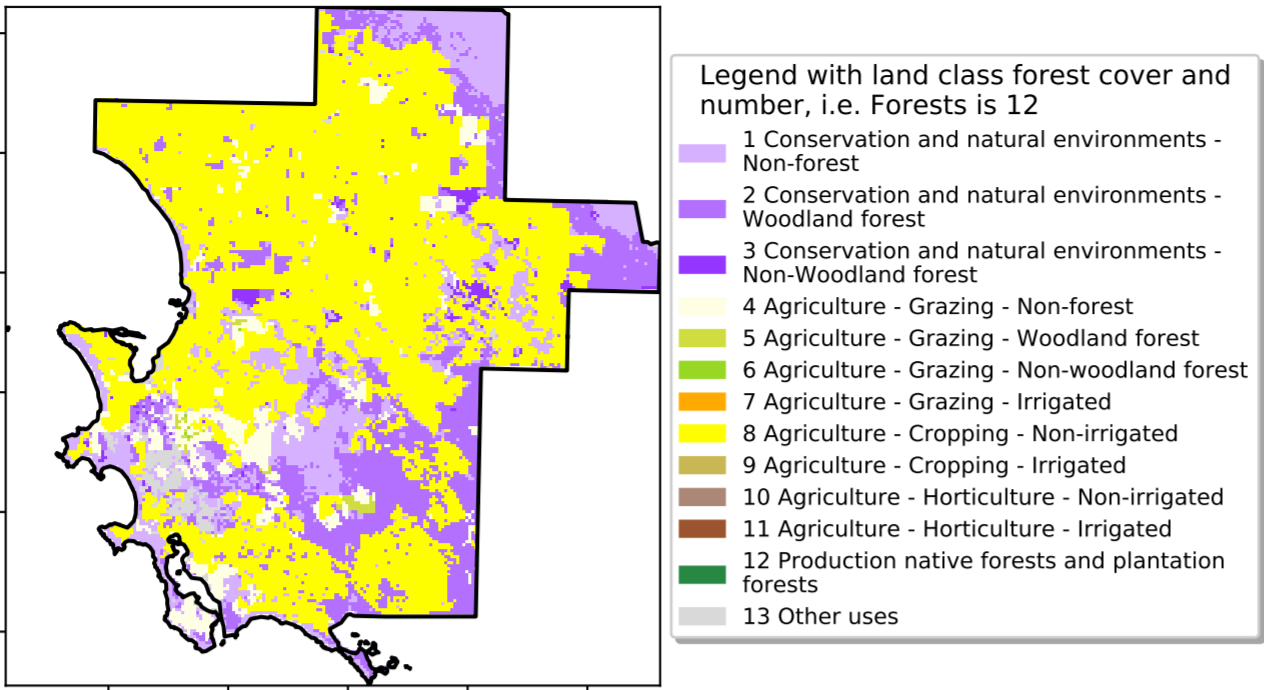 Legend with land class forest cover and
number, i.e. Forests is 12
1 Conservation and natural environments -
Non-forest
2 Conservation and natural environments -
Woodland forest
3 Conservation and natural environments -
Non-Woodland forest
4 Agriculture - Grazing - Non-forest
5 Agriculture - Grazing - Woodland forest
6 Agriculture - Grazing - Non-woodland forest
7 Agriculture - Grazing - Irrigated
8 Agriculture - Cropping - Non-irrigated
9 Agriculture - Cropping - Irrigated
10 Agriculture - Horticulture - Non-irrigated
11 Agriculture - Horticulture - Irrigated
12 Production native forests and plantation
forests
13 Other uses